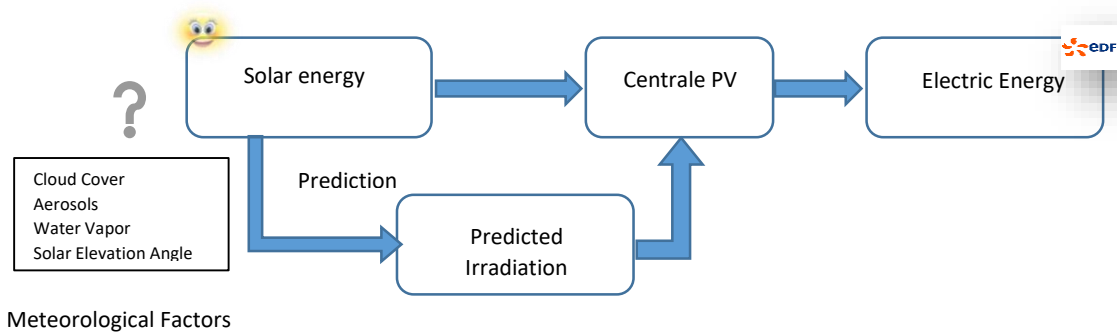 eDF
Solar energy
Centrale PV
Electric Energy
?
Cloud Cover
Aerosols
Water Vapor
Solar Elevation Angle
Prediction
Predicted
Irradiation
Meteorological Factors